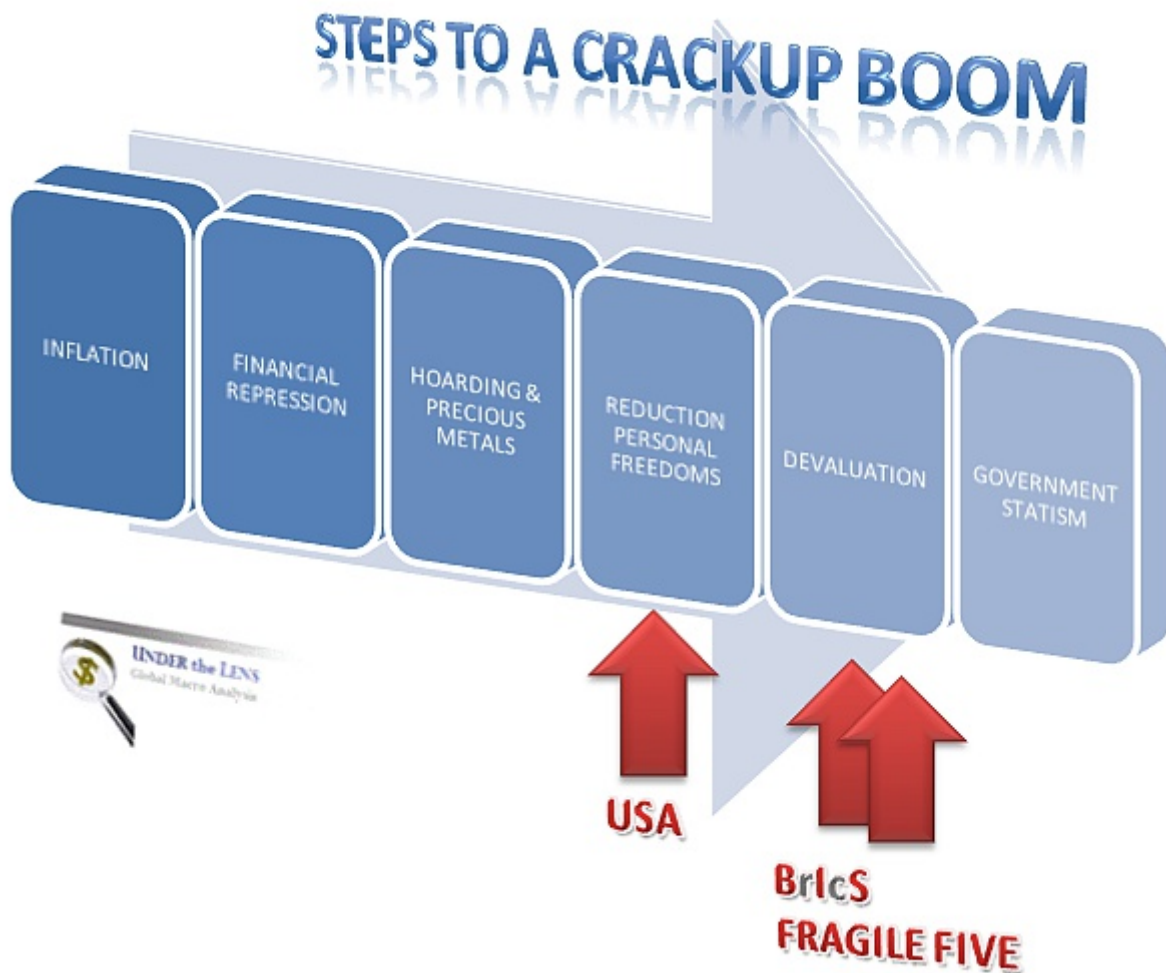 STEPS TO A CRACKUP BOOM
INFLATION
FINANCIAL
REPRESSION
HOARDING &
PRECIOUS
METALS
REDUCTION
PERSONAL
FREEDOMS
DEVALUATION
GOVERNMENT
STATISM
$
UNDER the LENS
Global Macro Analysis
USA
BrIcS
FRAGILE FIVE